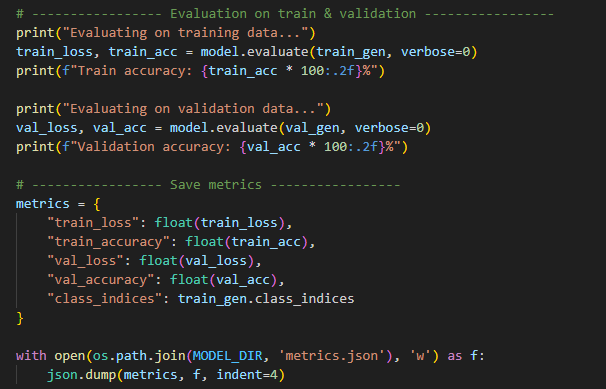 # ----------------- Evaluation on train & validation -----------------
print("Evaluating on training data...")
train_loss, train_acc = model.evaluate(train_gen, verbose=0)
print(f"Train accuracy: {train_acc * 100:.2f}%")
print("Evaluating on validation data...")
val_loss, val_acc = model.evaluate(val_gen, verbose=0)
print(f"Validation accuracy: {val_acc * 100:.2f}%")
# ----------------- Save metrics -----------------
metrics = {
    "train_loss": float(train_loss),
    "train_accuracy": float(train_acc),
    "val_loss": float(val_loss),
    "val_accuracy": float(val_acc),
    "class_indices": train_gen.class_indices
}
with open(os.path.join(MODEL_DIR, 'metrics.json'), 'w') as f:
    json.dump(metrics, f, indent=4)